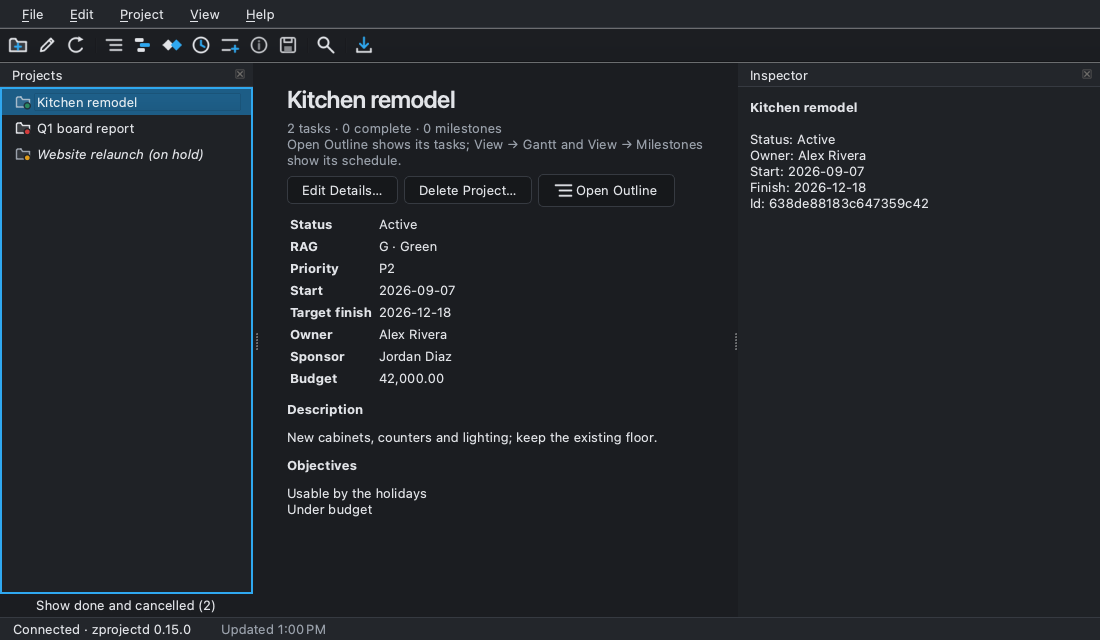 File Edit Project View Help
Projects
Kitchen remodel
Q1 board report
Website relaunch (on hold)
Show done and cancelled (2)
Kitchen remodel
2 tasks · 0 complete · 0 milestones
Open Outline shows its tasks; View → Gantt and View → Milestones
show its schedule.
Edit Details... Delete Project... Open Outline
Status Active
RAG G · Green
Priority P2
Start 2026-09-07
Target finish 2026-12-18
Owner Alex Rivera
Sponsor Jordan Diaz
Budget 42,000.00
Description
New cabinets, counters and lighting; keep the existing floor.
Objectives
Usable by the holidays
Under budget
Inspector
Kitchen remodel
Status: Active
Owner: Alex Rivera
Start: 2026-09-07
Finish: 2026-12-18
Id: 638de88183c647359c42
Connected · zprojectd 0.15.0 Updated 1:00 PM